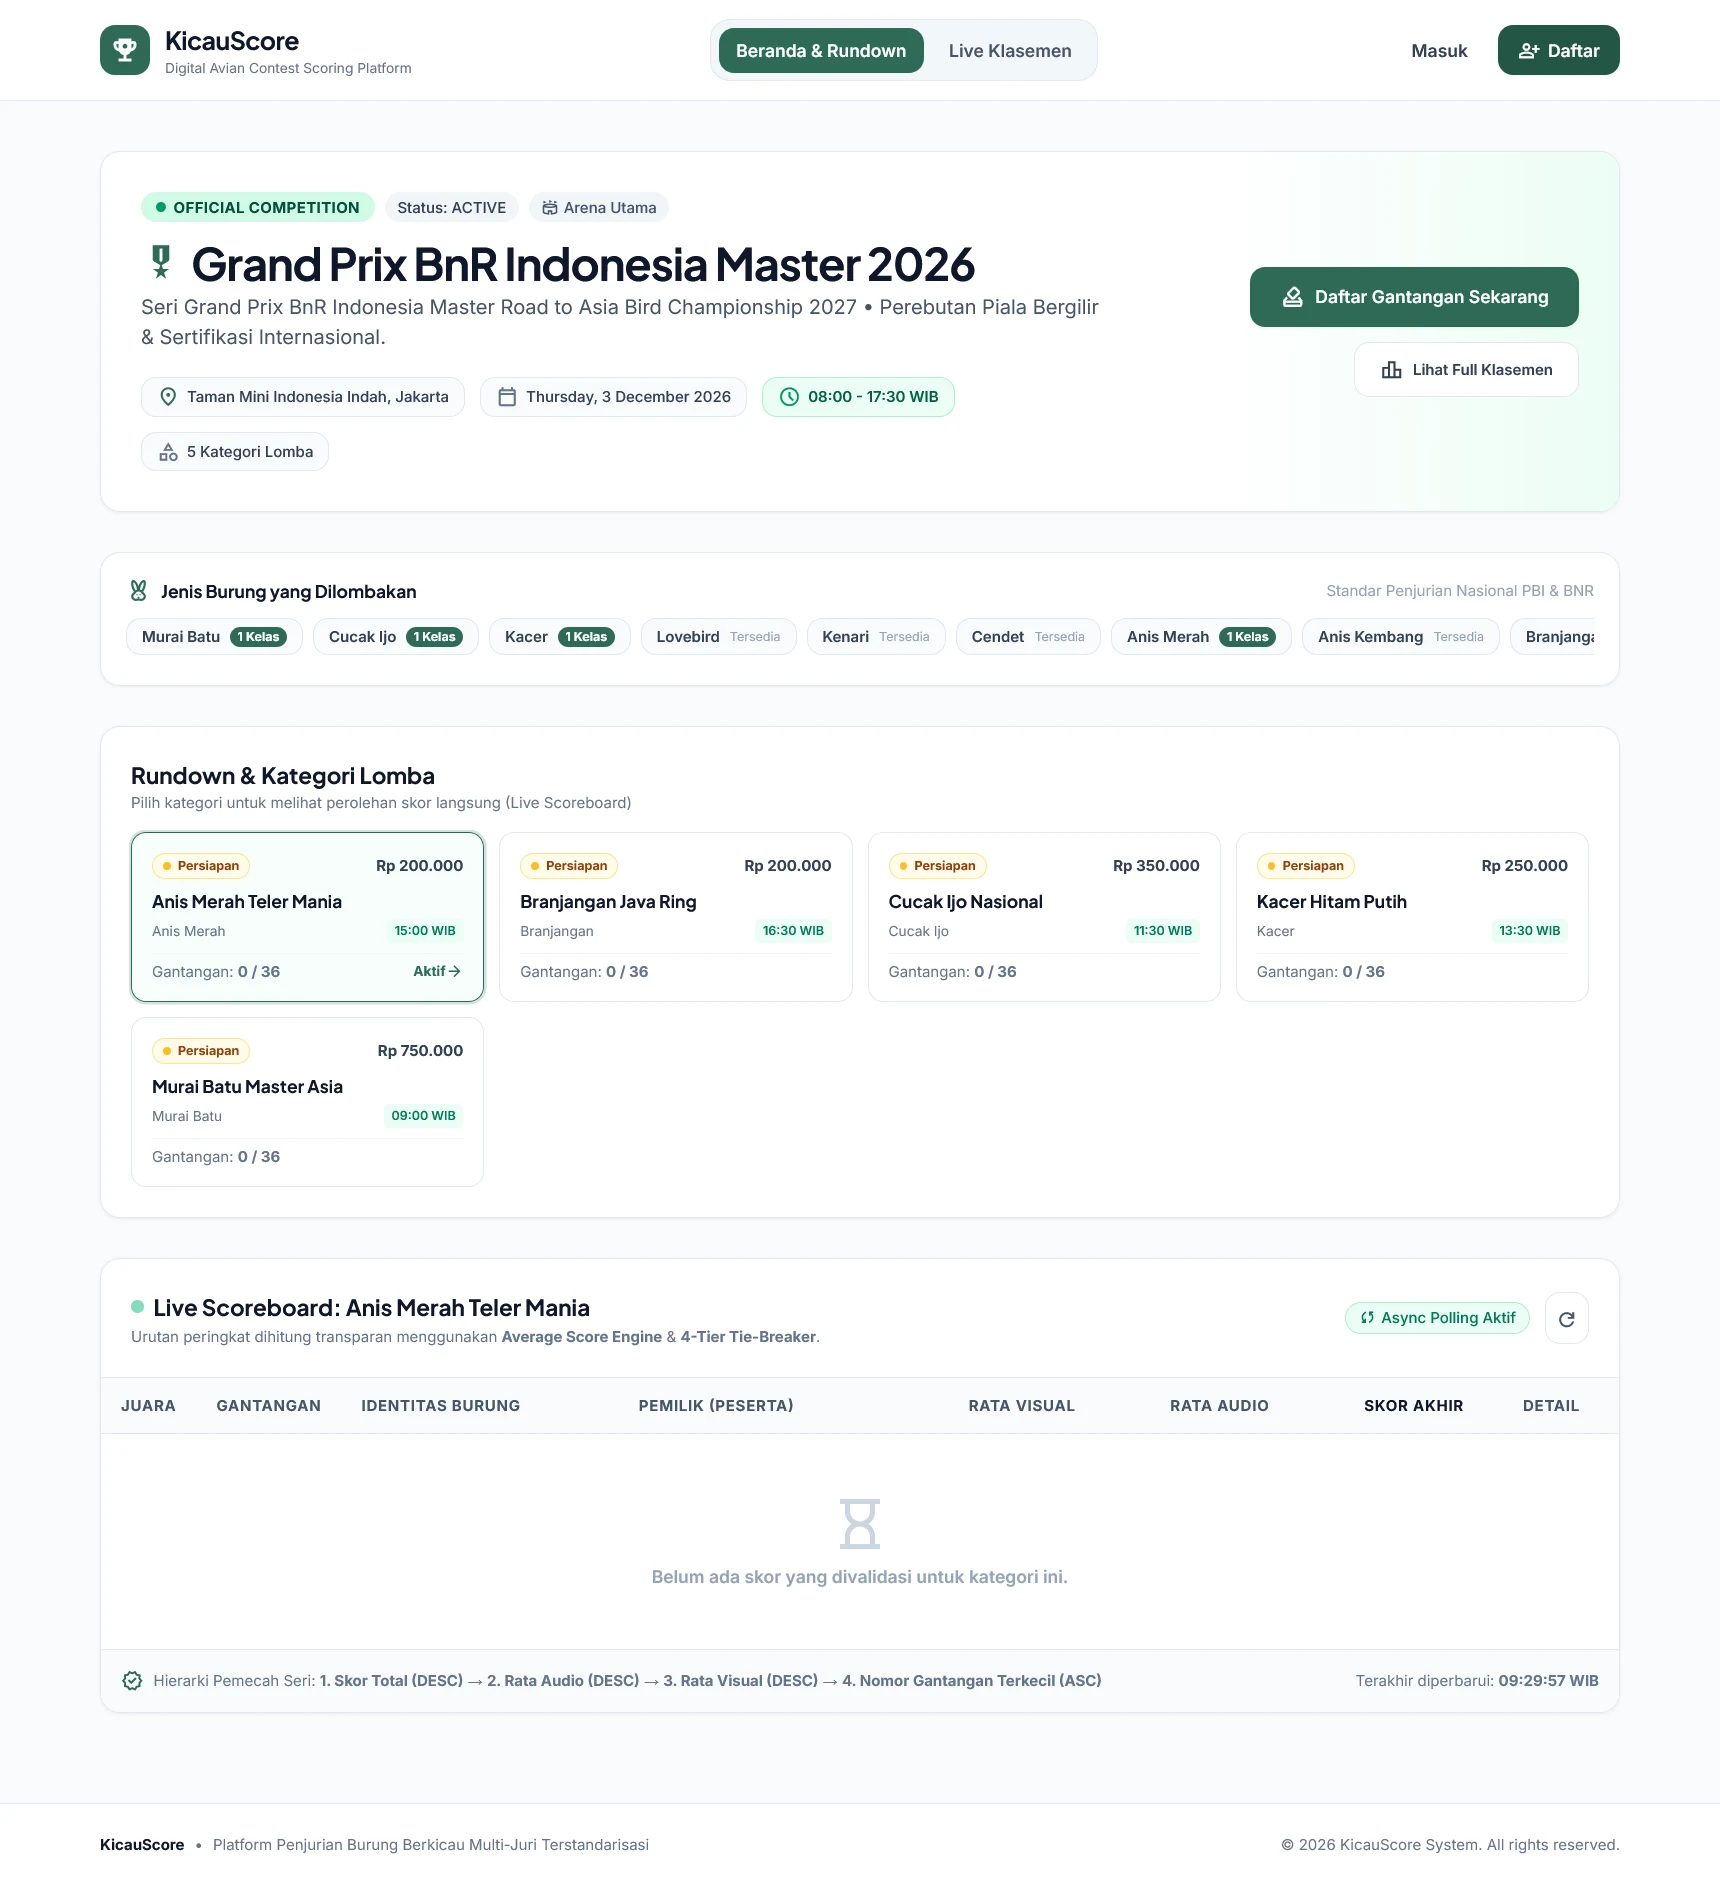 KicauScore
Digital Avian Contest Scoring Platform
Beranda & Rundown
Live Klasemen
Masuk
Daftar
OFFICIAL COMPETITION
Status: ACTIVE
Arena Utama
Grand Prix BnR Indonesia Master 2026
Seri Grand Prix BnR Indonesia Master Road to Asia Bird Championship 2027 • Perebutan Piala Bergilir
& Sertifikasi Internasional.
Daftar Gantangan Sekarang
Lihat Full Klasemen
Taman Mini Indonesia Indah, Jakarta
Thursday, 3 December 2026
08:00 - 17:30 WIB
5 Kategori Lomba
Jenis Burung yang Dilombakan
Standar Penjurian Nasional PBI & BNR
Murai Batu 1 Kelas
Cucak Ijo 1 Kelas
Kacer 1 Kelas
Lovebird Tersedia
Kenari Tersedia
Cendet Tersedia
Anis Merah 1 Kelas
Anis Kembang Tersedia
Branjanga
Rundown & Kategori Lomba
Pilih kategori untuk melihat perolehan skor langsung (Live Scoreboard)
Persiapan Rp 200.000
Anis Merah Teler Mania
Anis Merah 15:00 WIB
Gantangan: 0 / 36 Aktif →
Persiapan Rp 200.000
Branjangan Java Ring
Branjangan 16:30 WIB
Gantangan: 0 / 36
Persiapan Rp 350.000
Cucak Ijo Nasional
Cucak Ijo 11:30 WIB
Gantangan: 0 / 36
Persiapan Rp 250.000
Kacer Hitam Putih
Kacer 13:30 WIB
Gantangan: 0 / 36
Persiapan Rp 750.000
Murai Batu Master Asia
Murai Batu 09:00 WIB
Gantangan: 0 / 36
Live Scoreboard: Anis Merah Teler Mania
Urutan peringkat dihitung transparan menggunakan Average Score Engine & 4-Tier Tie-Breaker.
Async Polling Aktif
JUARA GANTANGAN IDENTITAS BURUNG PEMILIK (PESERTA) RATA VISUAL RATA AUDIO SKOR AKHIR DETAIL
Belum ada skor yang divalidasi untuk kategori ini.
Hierarki Pemecah Seri: 1. Skor Total (DESC) → 2. Rata Audio (DESC) → 3. Rata Visual (DESC) → 4. Nomor Gantangan Terkecil (ASC)
Terakhir diperbarui: 09:29:57 WIB
KicauScore • Platform Penjurian Burung Berkicau Multi-Juri Terstandarisasi
© 2026 KicauScore System. All rights reserved.